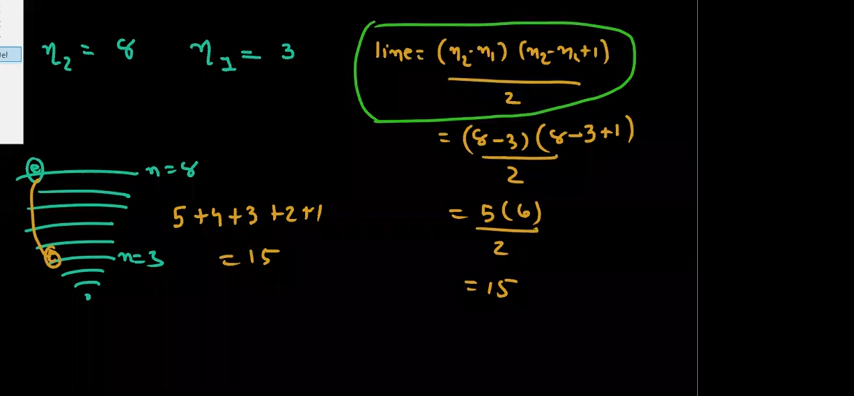 n₂ = 8 n₁ = 3
line = (n₂-n₁) (n₂-n₁+1)
2
= (8-3) (8-3+1)
2
n=8
5+4+3+2+1
= 5(6)
2
n=3
= 15
= 15
e
e